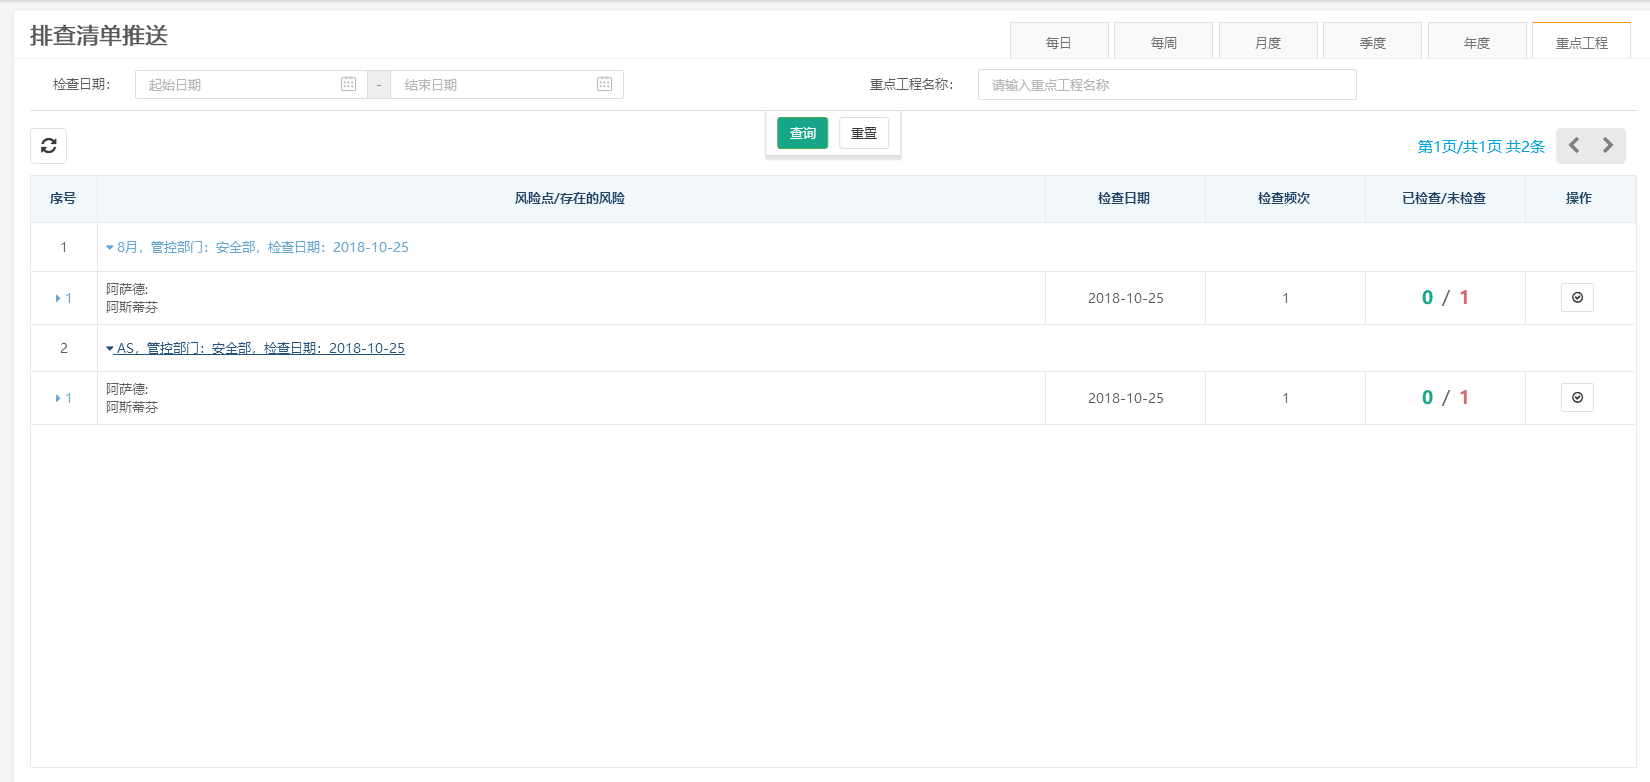 排查清单推送
每日 每周 月度 季度 年度 重点工程
检查日期： 起始日期 - 结束日期 重点工程名称： 请输入重点工程名称
查询 重置
第1页/共1页 共2条
序号 风险点/存在的风险 检查日期 检查频次 已检查/未检查 操作
1 8月，管控部门：安全部，检查日期：2018-10-25
1 阿萨德:
阿斯蒂芬 2018-10-25 1 0 / 1
2 AS，管控部门：安全部，检查日期：2018-10-25
1 阿萨德:
阿斯蒂芬 2018-10-25 1 0 / 1